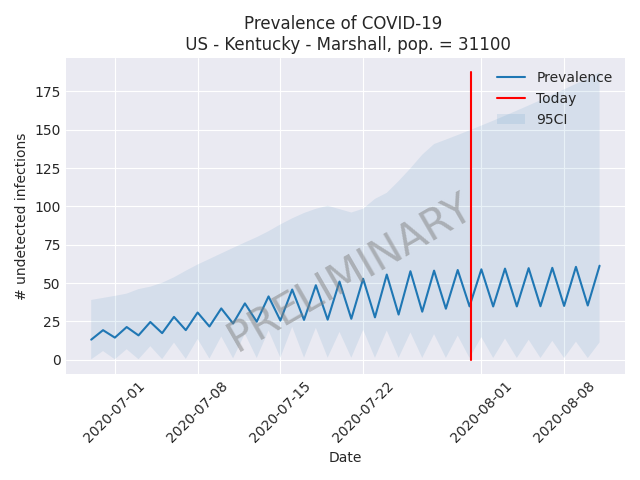 Prevalence of COVID-19
US - Kentucky - Marshall, pop. = 31100
Prevalence
Today
95CI
PRELIMINARY
# undetected infections
175
150
125
100
75
50
25
0
2020-07-01
2020-07-08
2020-07-15
2020-07-22
2020-08-01
2020-08-08
Date